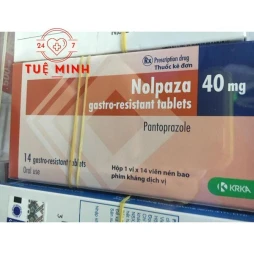 24 7
TUỆ MINH
Rx Prescription drug
Thuốc kê đơn
Nolpaza 40 mg
gastro-resistant tablets
Pantoprazole
14 gastro-resistant tablets
Oral use
Hộp 1 vỉ x 14 viên nén bao
phim kháng dịch vị
KRKA